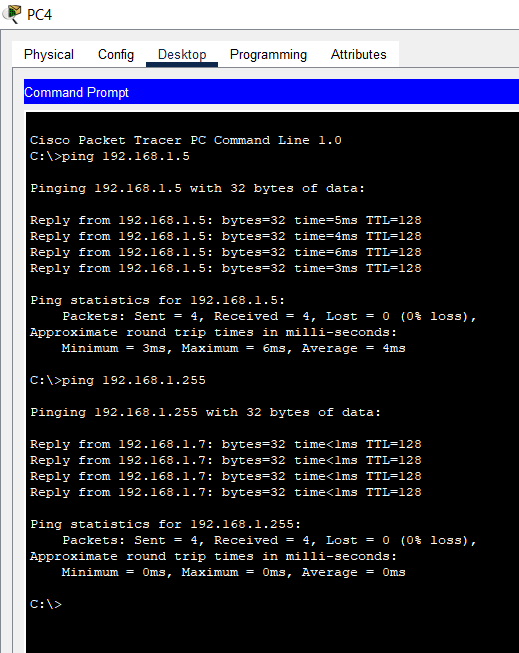 PC4
Physical Config Desktop Programming Attributes
Command Prompt
Cisco Packet Tracer PC Command Line 1.0
C:\>ping 192.168.1.5
Pinging 192.168.1.5 with 32 bytes of data:
Reply from 192.168.1.5: bytes=32 time=5ms TTL=128
Reply from 192.168.1.5: bytes=32 time=4ms TTL=128
Reply from 192.168.1.5: bytes=32 time=6ms TTL=128
Reply from 192.168.1.5: bytes=32 time=3ms TTL=128
Ping statistics for 192.168.1.5:
Packets: Sent = 4, Received = 4, Lost = 0 (0% loss),
Approximate round trip times in milli-seconds:
Minimum = 3ms, Maximum = 6ms, Average = 4ms
C:\>ping 192.168.1.255
Pinging 192.168.1.255 with 32 bytes of data:
Reply from 192.168.1.7: bytes=32 time<1ms TTL=128
Reply from 192.168.1.7: bytes=32 time<1ms TTL=128
Reply from 192.168.1.7: bytes=32 time<1ms TTL=128
Reply from 192.168.1.7: bytes=32 time<1ms TTL=128
Ping statistics for 192.168.1.255:
Packets: Sent = 4, Received = 4, Lost = 0 (0% loss),
Approximate round trip times in milli-seconds:
Minimum = 0ms, Maximum = 0ms, Average = 0ms
C:\>